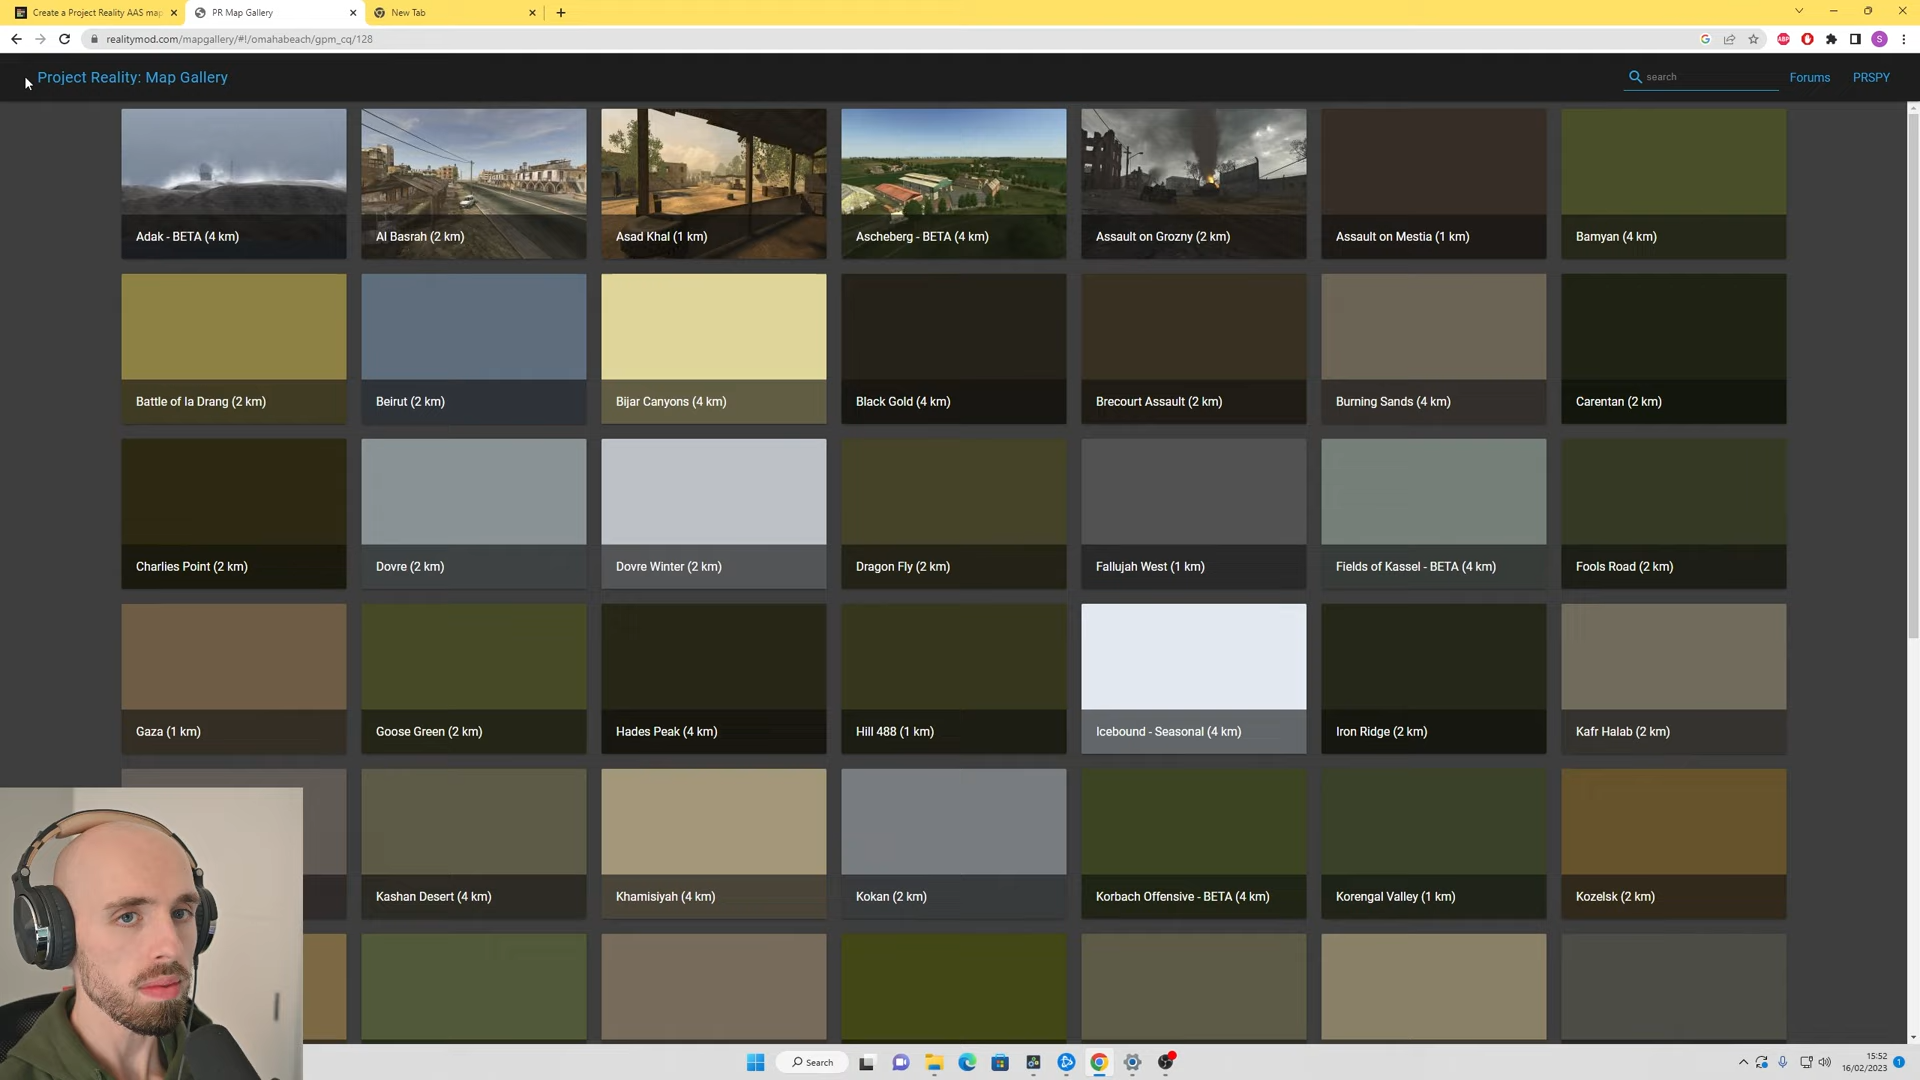 Create a Project Reality AAS map
PR Map Gallery
New Tab
realitymod.com/mapgallery/#!/omahabeach/gpm_cq/128
ABP
S
Project Reality: Map Gallery
search
Forums
PRSPY
Adak - BETA (4 km)
Al Basrah (2 km)
Asad Khal (1 km)
Ascheberg - BETA (4 km)
Assault on Grozny (2 km)
Assault on Mestia (1 km)
Bamyan (4 km)
Battle of Ia Drang (2 km)
Beirut (2 km)
Bijar Canyons (4 km)
Black Gold (4 km)
Brecourt Assault (2 km)
Burning Sands (4 km)
Carentan (2 km)
Charlies Point (2 km)
Dovre (2 km)
Dovre Winter (2 km)
Dragon Fly (2 km)
Fallujah West (1 km)
Fields of Kassel - BETA (4 km)
Fools Road (2 km)
Gaza (1 km)
Goose Green (2 km)
Hades Peak (4 km)
Hill 488 (1 km)
Icebound - Seasonal (4 km)
Iron Ridge (2 km)
Kafr Halab (2 km)
Kashan Desert (4 km)
Khamisiyah (4 km)
Kokan (2 km)
Korbach Offensive - BETA (4 km)
Korengal Valley (1 km)
Kozelsk (2 km)
Search
15:52
16/02/2023
1